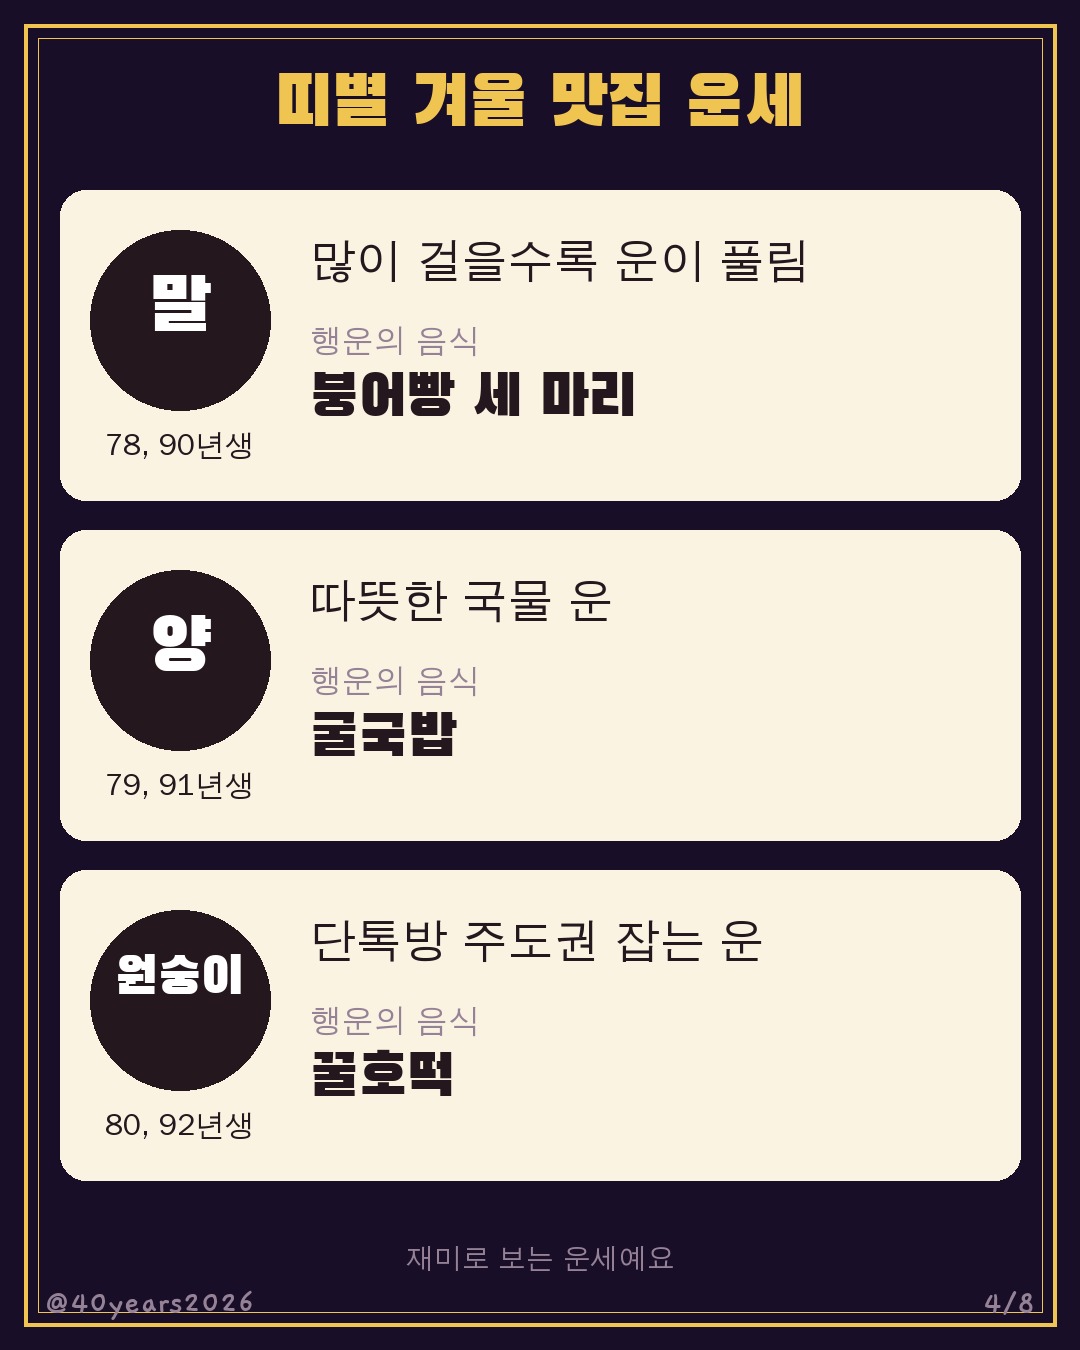 띠별 겨울 맛집 운세
말
78, 90년생
많이 걸을수록 운이 풀림
행운의 음식
붕어빵 세 마리
양
79, 91년생
따뜻한 국물 운
행운의 음식
굴국밥
원숭이
80, 92년생
단톡방 주도권 잡는 운
행운의 음식
꿀호떡
재미로 보는 운세예요
@40years2026
4/8